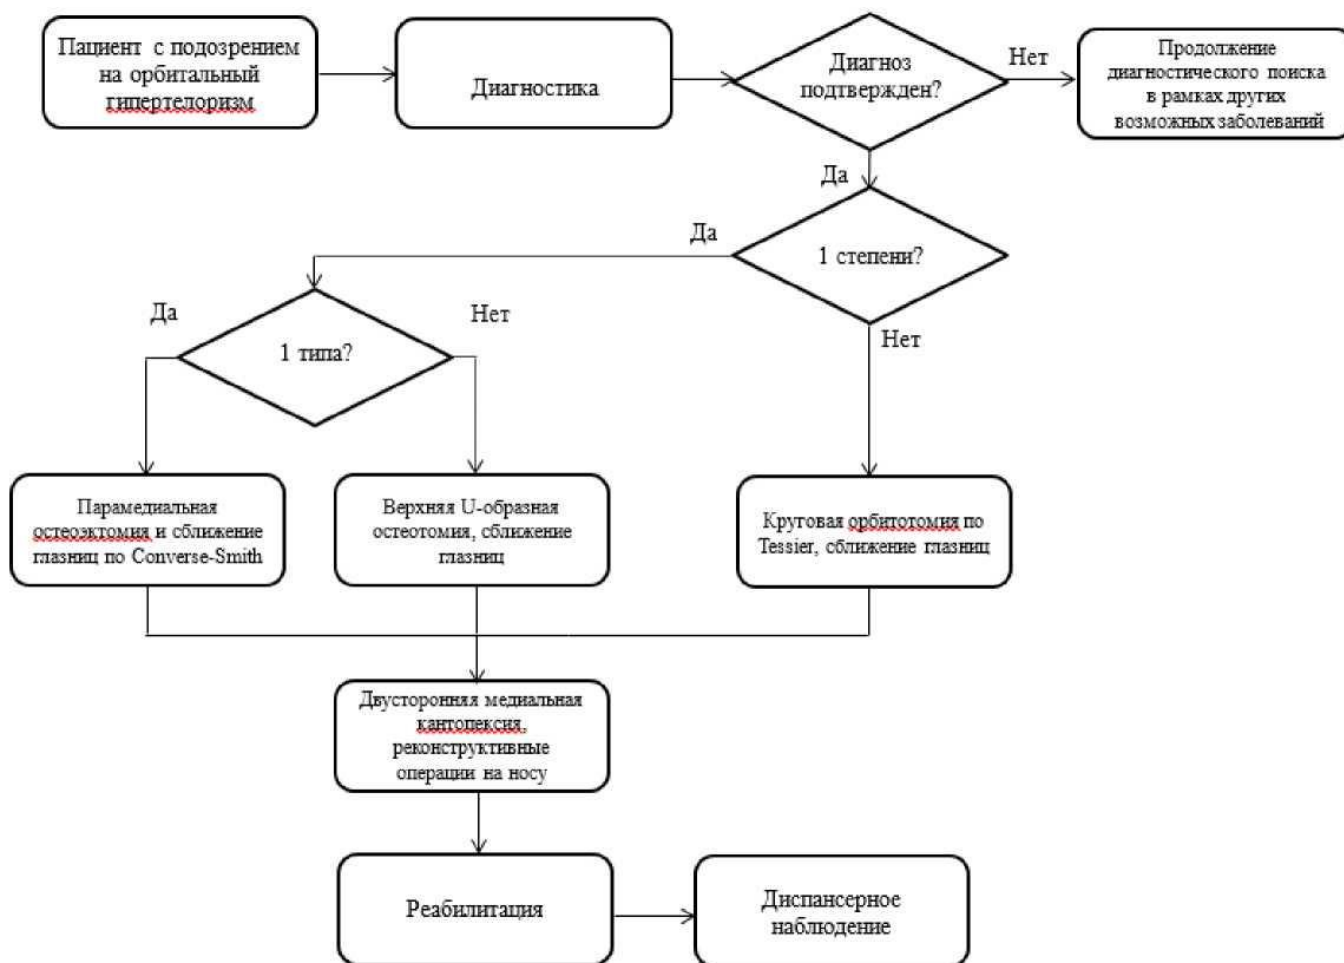 Пациент с подозрением
на орбитальный
гипертелоризм
Диагностика
Диагноз
подтвержден?
Нет
Продолжение
диагностического поиска
в рамках других
возможных заболеваний
Да
1 степени?
Да
Нет
1 типа?
Да
Нет
Парамедиальная
остеоэктомия и сближение
глазниц по Converse-Smith
Верхняя U-образная
остеотомия, сближение
глазниц
Круговая орбитотомия по
Tessier, сближение глазниц
Двусторонняя медиальная
кантопексия,
реконструктивные
операции на носу
Реабилитация
Диспансерное
наблюдение